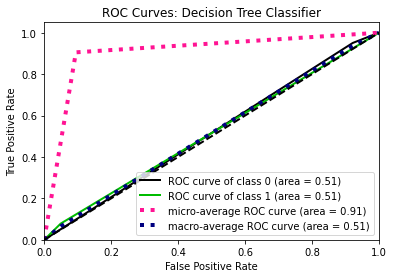 ROC Curves: Decision Tree Classifier
True Positive Rate
1.0
0.8
0.6
0.4
0.2
0.0
ROC curve of class 0 (area = 0.51)
ROC curve of class 1 (area = 0.51)
micro-average ROC curve (area = 0.91)
macro-average ROC curve (area = 0.51)
0.0 0.2 0.4 0.6 0.8 1.0
False Positive Rate